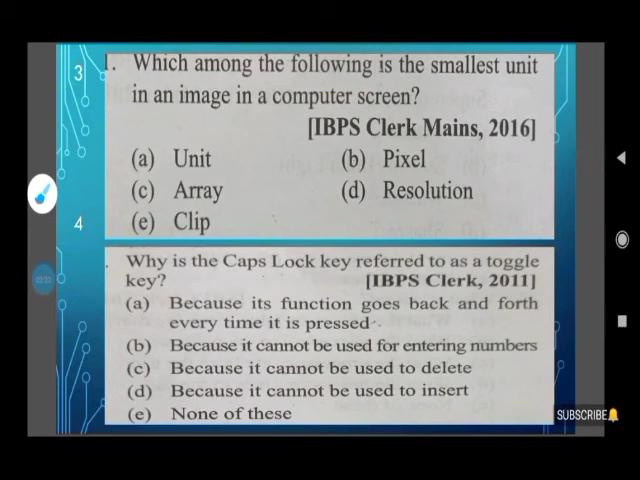 3
1. Which among the following is the smallest unit
in an image in a computer screen?
[IBPS Clerk Mains, 2016]
(a) Unit (b) Pixel
(c) Array (d) Resolution
(e) Clip
4
Why is the Caps Lock key referred to as a toggle
key? [IBPS Clerk, 2011]
(a) Because its function goes back and forth
every time it is pressed
(b) Because it cannot be used for entering numbers
(c) Because it cannot be used to delete
(d) Because it cannot be used to insert
(e) None of these
SUBSCRIBE